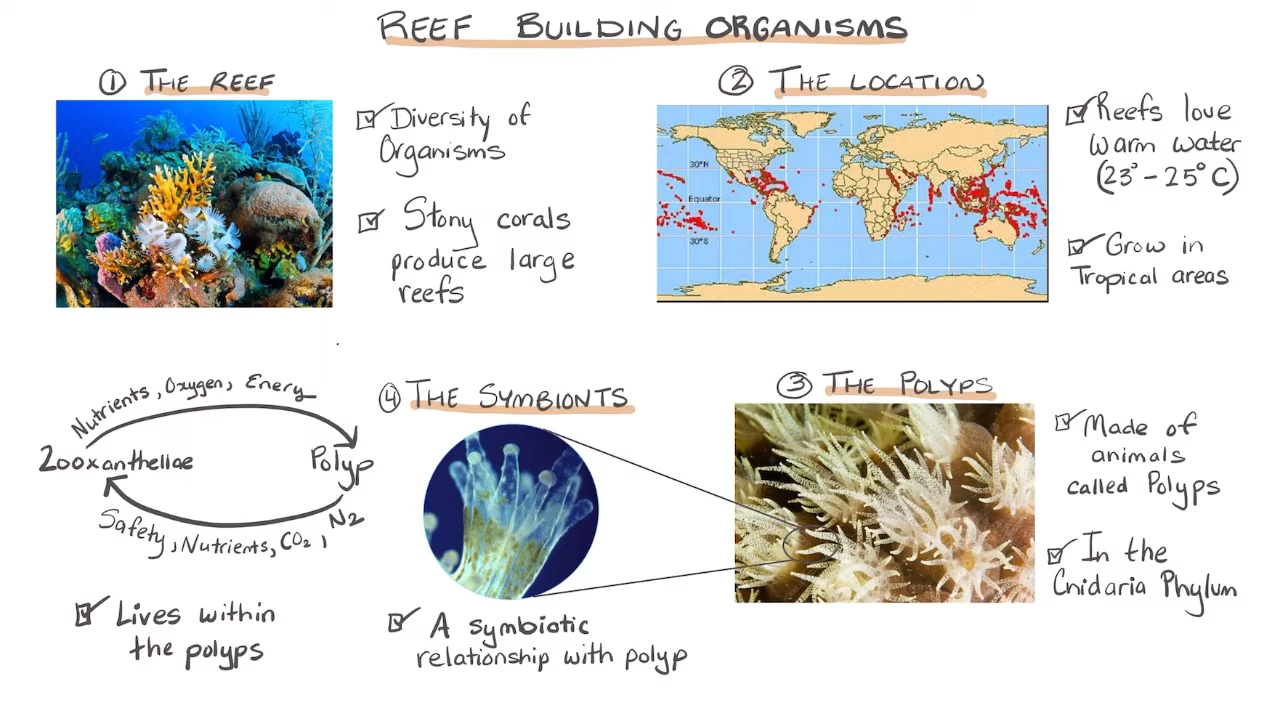 REEF BUILDING ORGANISMS
① THE REEF
☑ Diversity of
Organisms
☑ Stony corals
produce large
reefs
② THE LOCATION
30°N
Equator
30°S
☑ Reefs love
warm water
(23° - 25° C)
☑ Grow in
Tropical areas
③ THE POLYPS
☑ Made of
animals
called Polyps
☑ In the
Cnidaria Phylum
④ THE SYMBIONTS
☑ A symbiotic
relationship with polyp
Nutrients, Oxygen, Enery
Zooxanthellae
Polyp
Safety, Nutrients, CO₂, N₂
☑ Lives within
the polyps